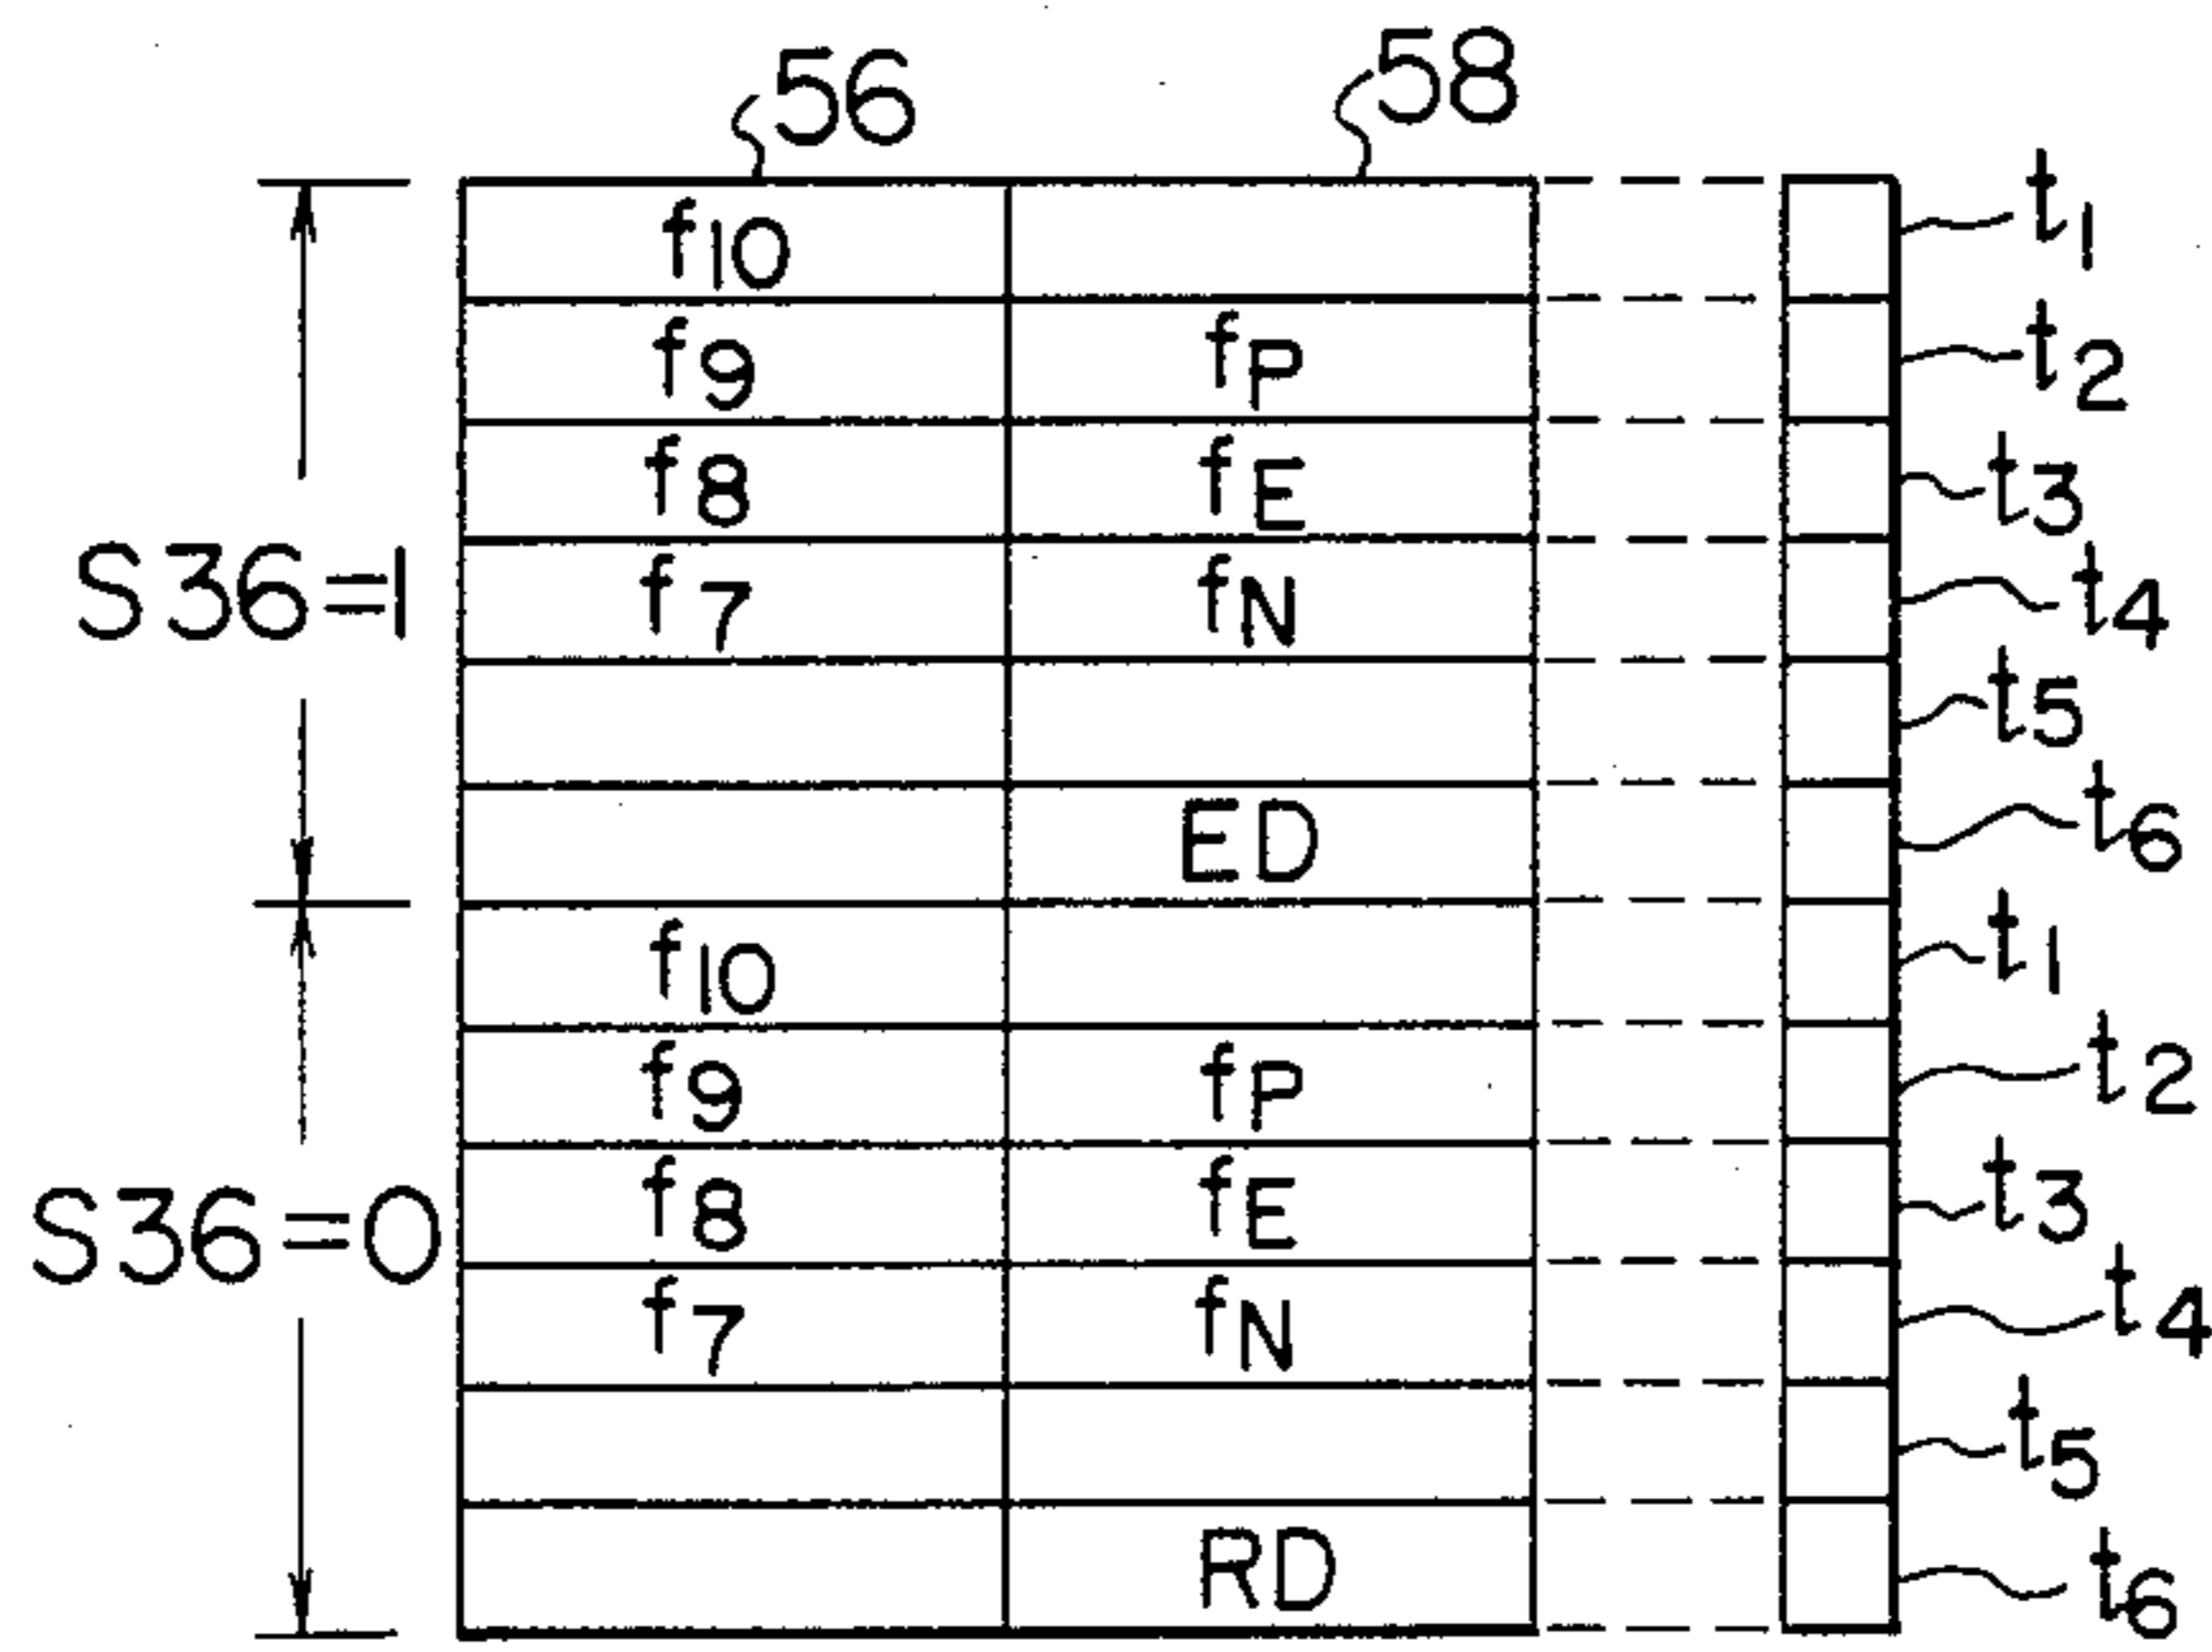 56 58
f10 t1
f9 fP t2
f8 fE t3
S36=1 f7 fN t4
t5
ED t6
f10 t1
f9 fP t2
S36=0 f8 fE t3
f7 fN t4
t5
RD t6